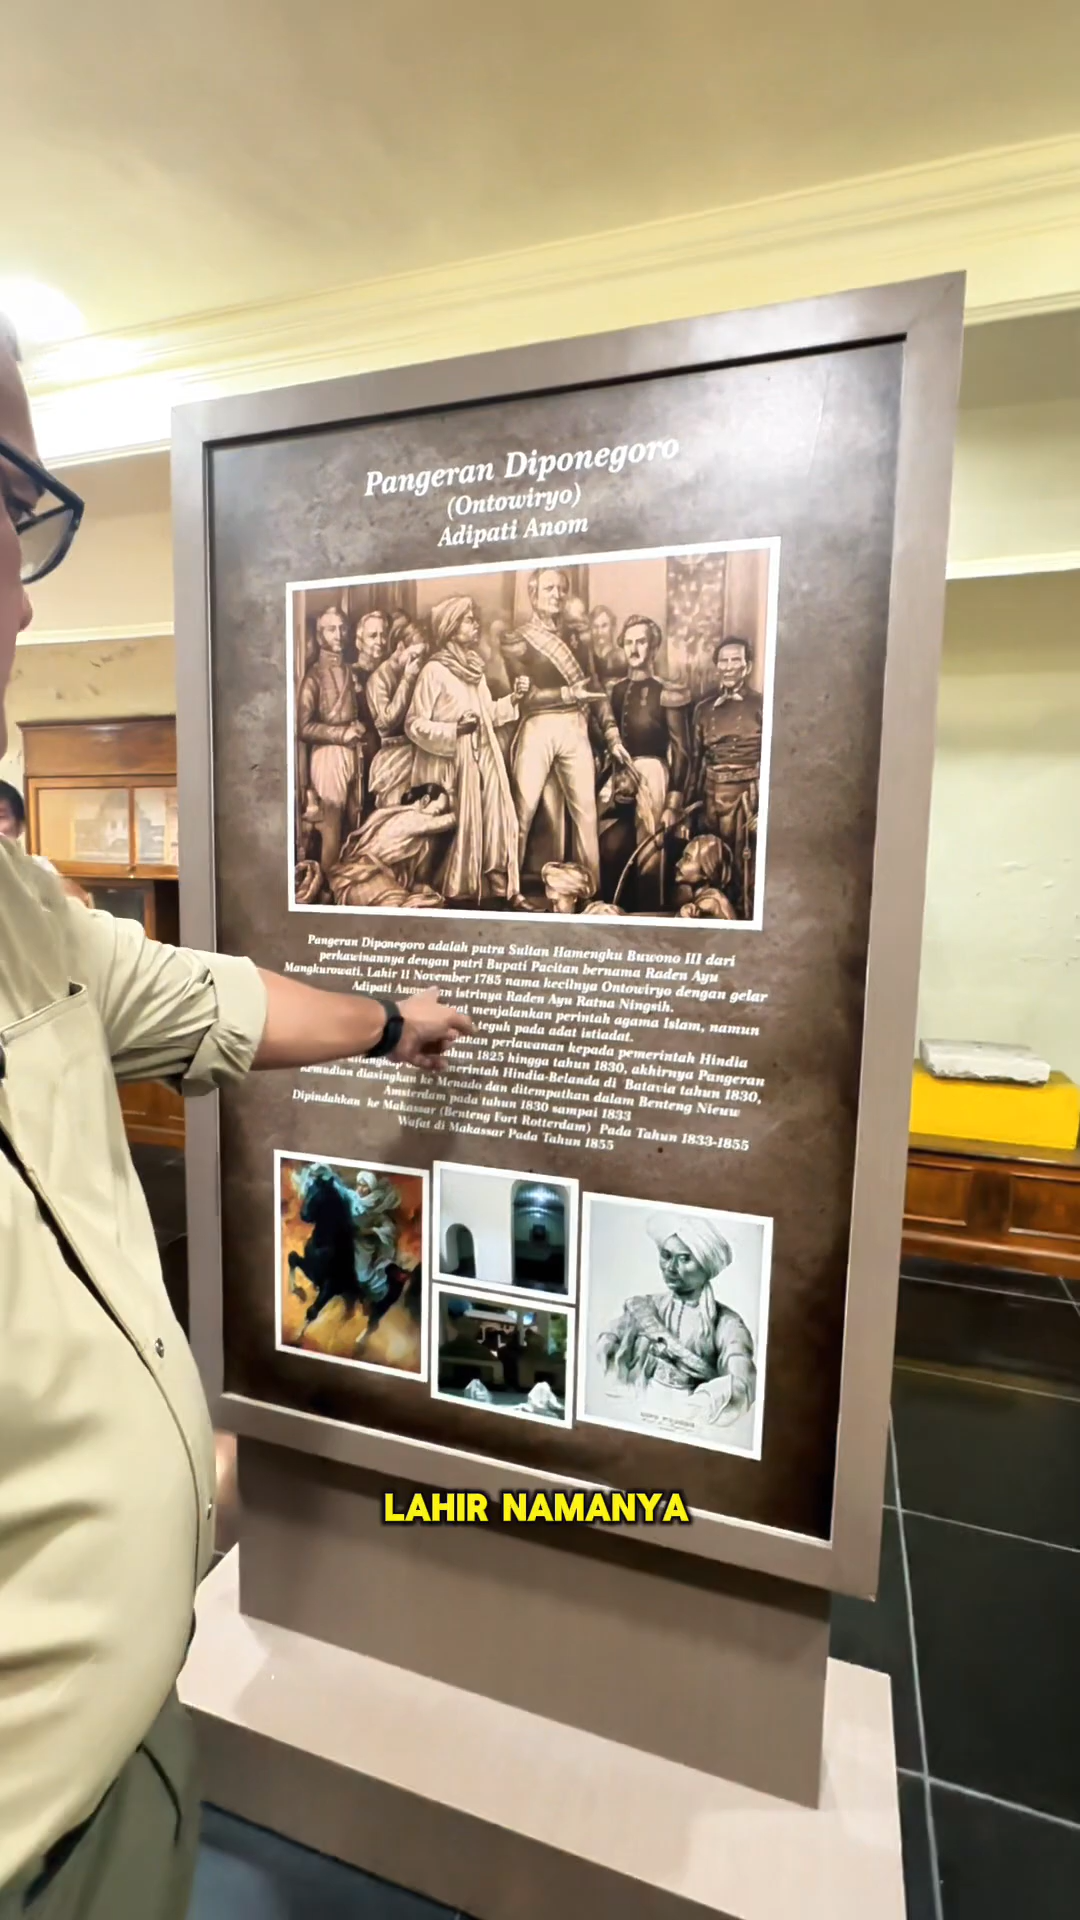 Pangeran Diponegoro
(Ontowiryo)
Adipati Anom
Pangeran Diponegoro adalah putra Sultan Hamengku Buwono III dari
perkawinannya dengan putri Bupati Pacitan bernama Raden Ayu
Mangkurowati. Lahir 11 November 1785 nama kecilnya Ontowiryo dengan gelar
Adipati Anom istrinya Raden Ayu Ratna Ningsih.
menjalankan perintah agama Islam, namun
teguh pada adat istiadat.
perlawanan kepada pemerintah Hindia
tahun 1825 hingga tahun 1830, akhirnya Pangeran
Hindia-Belanda di Batavia tahun 1830,
Kemudian diasingkan ke Menado dan ditempatkan dalam Benteng Nieuw
Amsterdam pada tahun 1830 sampai 1833
Dipindahkan ke Makassar (Benteng Fort Rotterdam) Pada Tahun 1833-1855
Wafat di Makassar Pada Tahun 1855
LAHIR NAMANYA